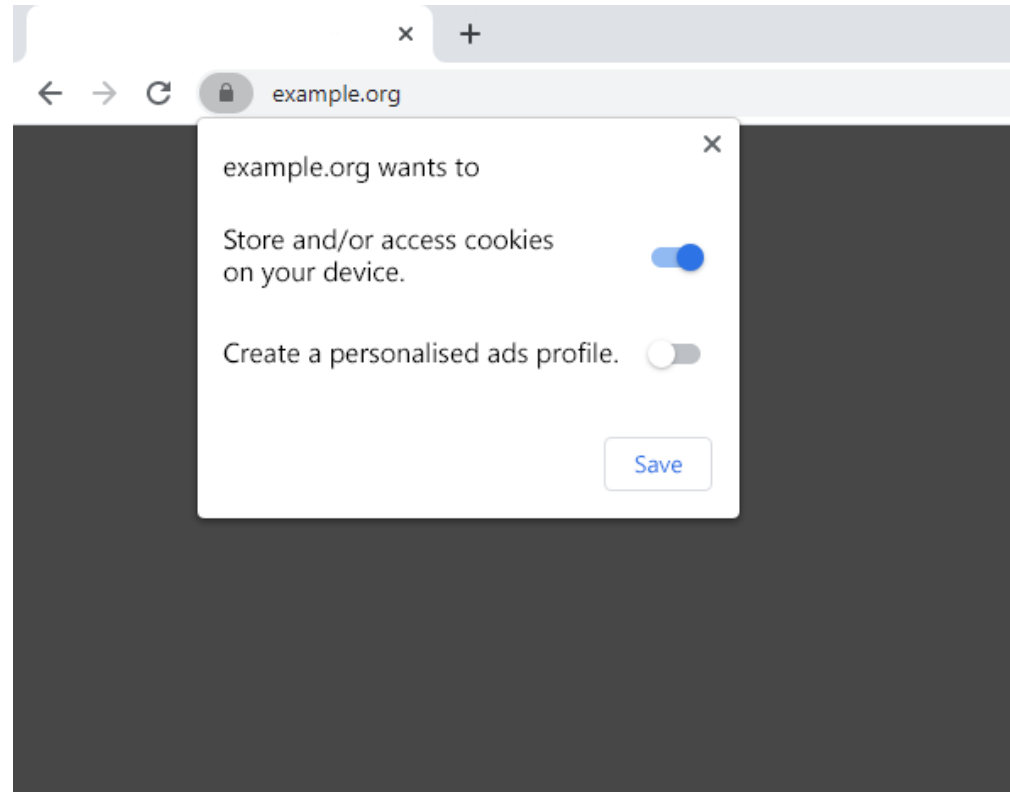 example.org
example.org wants to
Store and/or access cookies
on your device.
Create a personalised ads profile.
Save